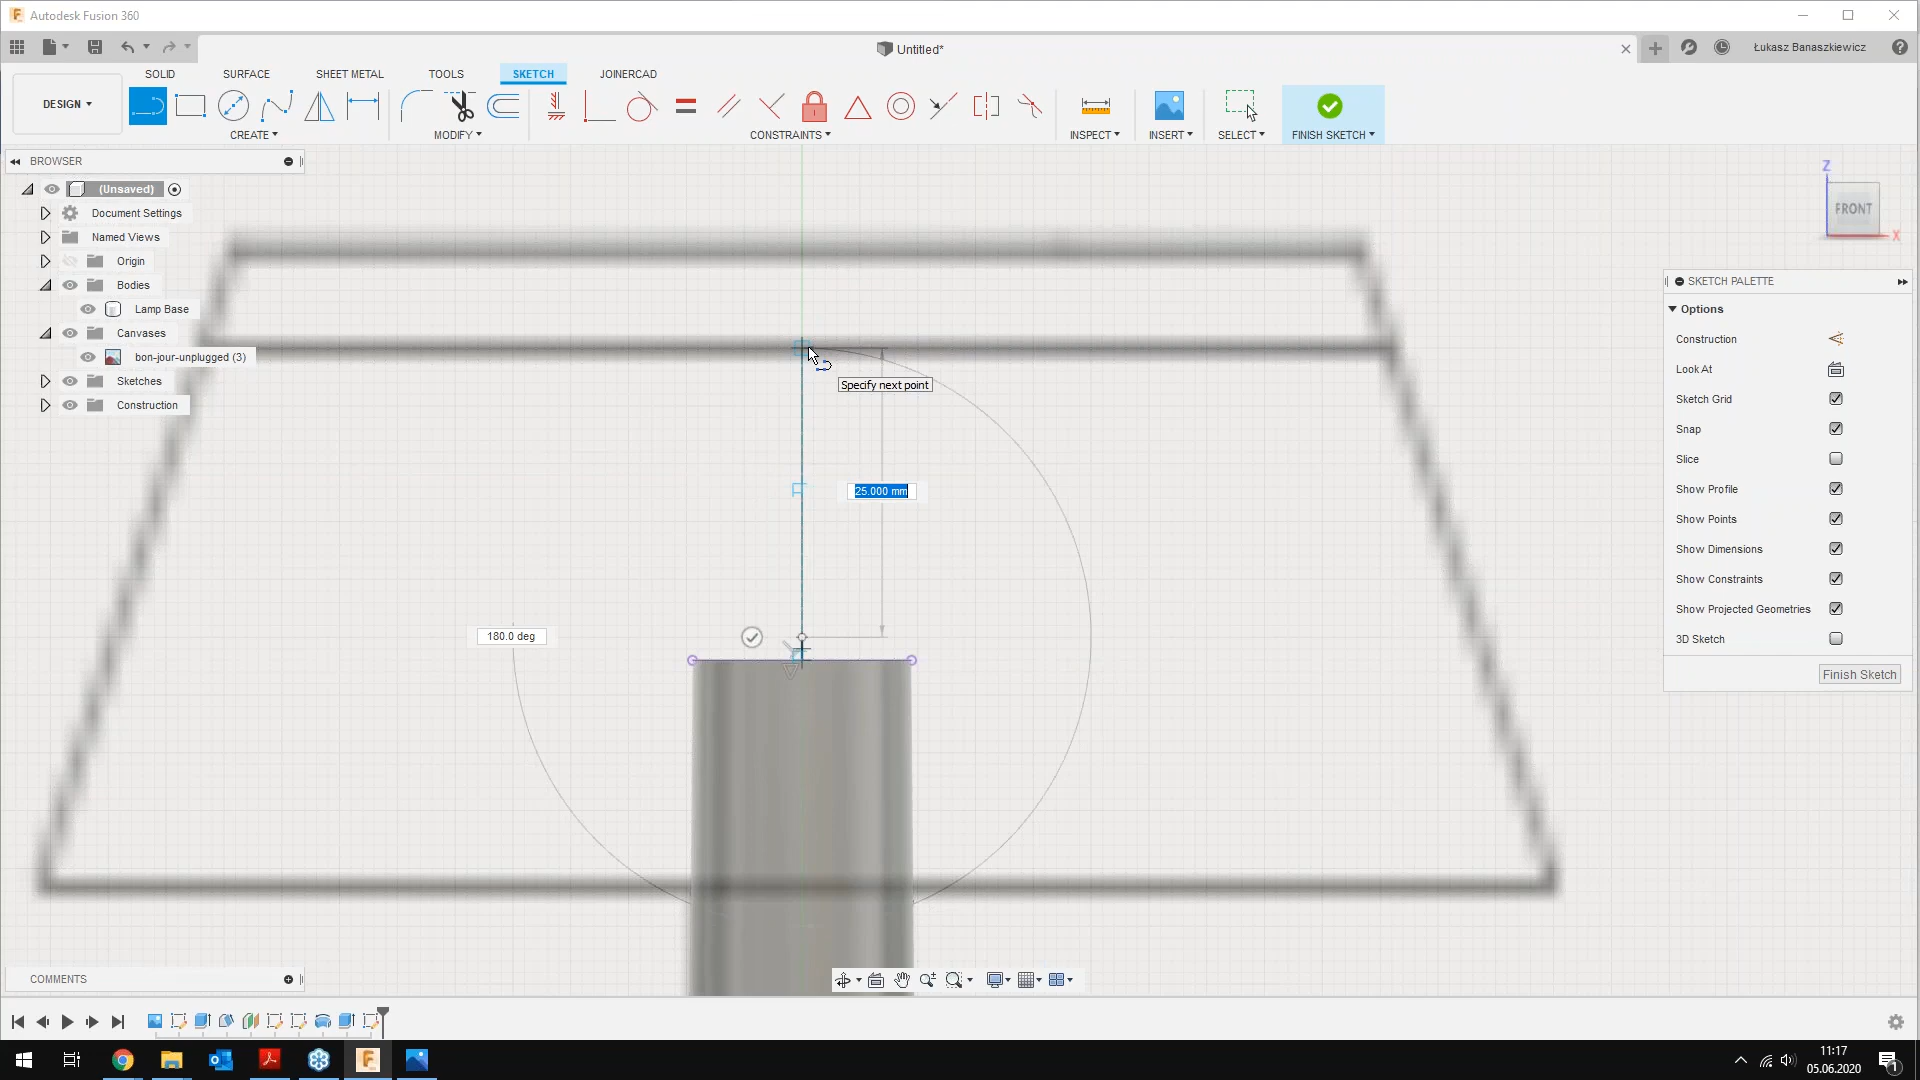 Autodesk Fusion 360
Untitled*
Łukasz Banaszkiewicz
SOLID SURFACE SHEET METAL TOOLS SKETCH JOINERCAD
DESIGN
CREATE MODIFY CONSTRAINTS INSPECT INSERT SELECT FINISH SKETCH
BROWSER
(Unsaved)
Document Settings
Named Views
Origin
Bodies
Lamp Base
Canvases
bon-jour-unplugged (3)
Sketches
Construction
Z
FRONT
X
Specify next point
25.000 mm
180.0 deg
SKETCH PALETTE
Options
Construction
Look At
Sketch Grid
Snap
Slice
Show Profile
Show Points
Show Dimensions
Show Constraints
Show Projected Geometries
3D Sketch
Finish Sketch
COMMENTS
11:17
05.06.2020
1